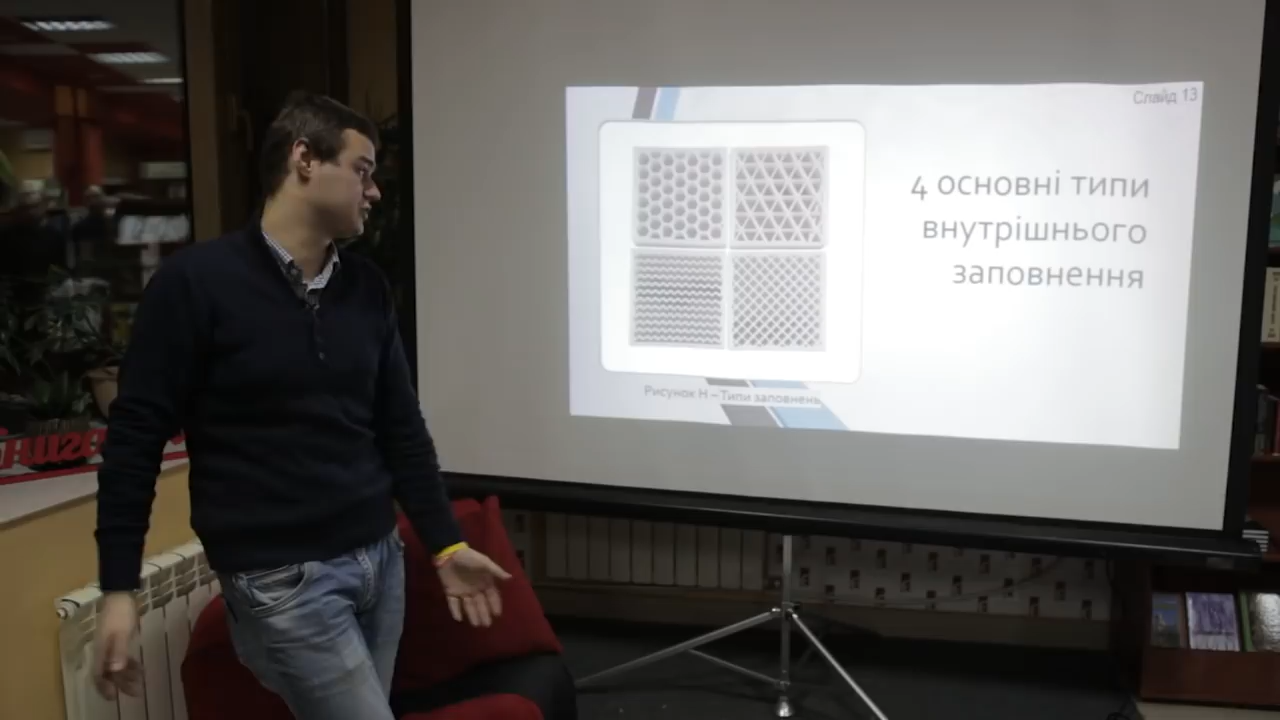 Слайд 13
4 основні типи
внутрішнього
заповнення
Рисунок Н – Типи заповнень